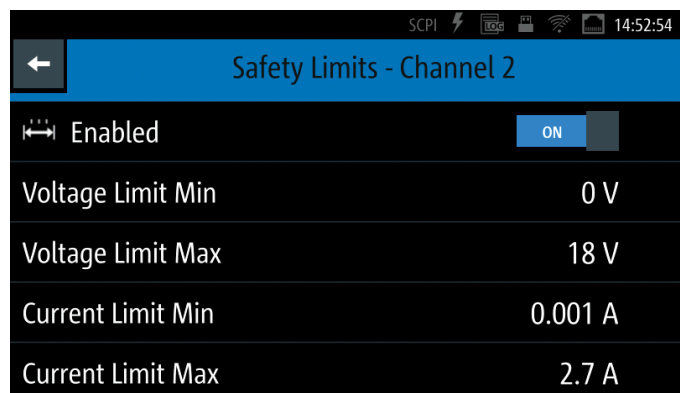 SCPI LOG 14:52:54
Safety Limits - Channel 2
Enabled ON
Voltage Limit Min 0 V
Voltage Limit Max 18 V
Current Limit Min 0.001 A
Current Limit Max 2.7 A